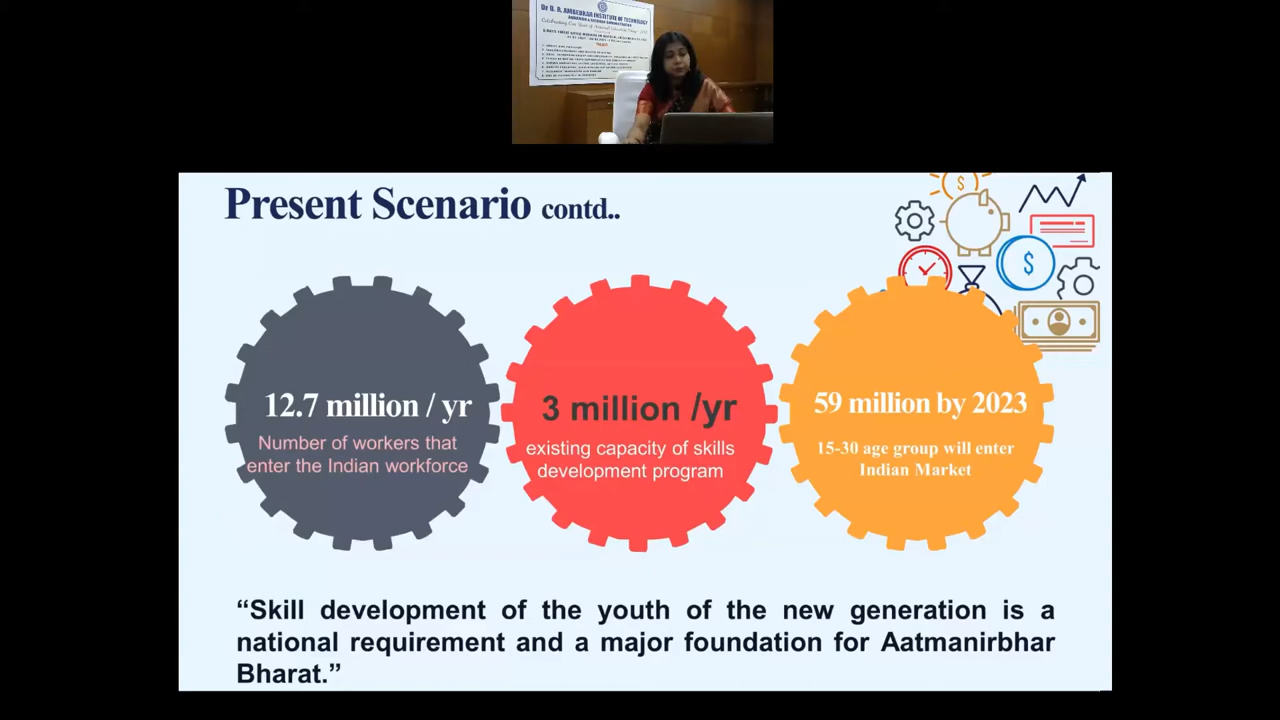 Dr B. R. AMBEDKAR INSTITUTE OF TECHNOLOGY
Present Scenario contd..
12.7 million / yr
Number of workers that
enter the Indian workforce
3 million /yr
existing capacity of skills
development program
59 million by 2023
15-30 age group will enter
Indian Market
“Skill development of the youth of the new generation is a
national requirement and a major foundation for Aatmanirbhar
Bharat.”